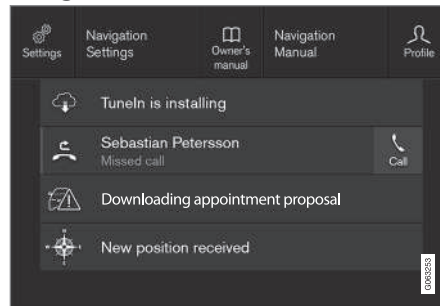 Settings
Navigation
Settings
Owner's
manual
Navigation
Manual
Profile
TuneIn is installing
Sebastian Petersson
Missed call
Call
Downloading appointment proposal
New position received
G063253